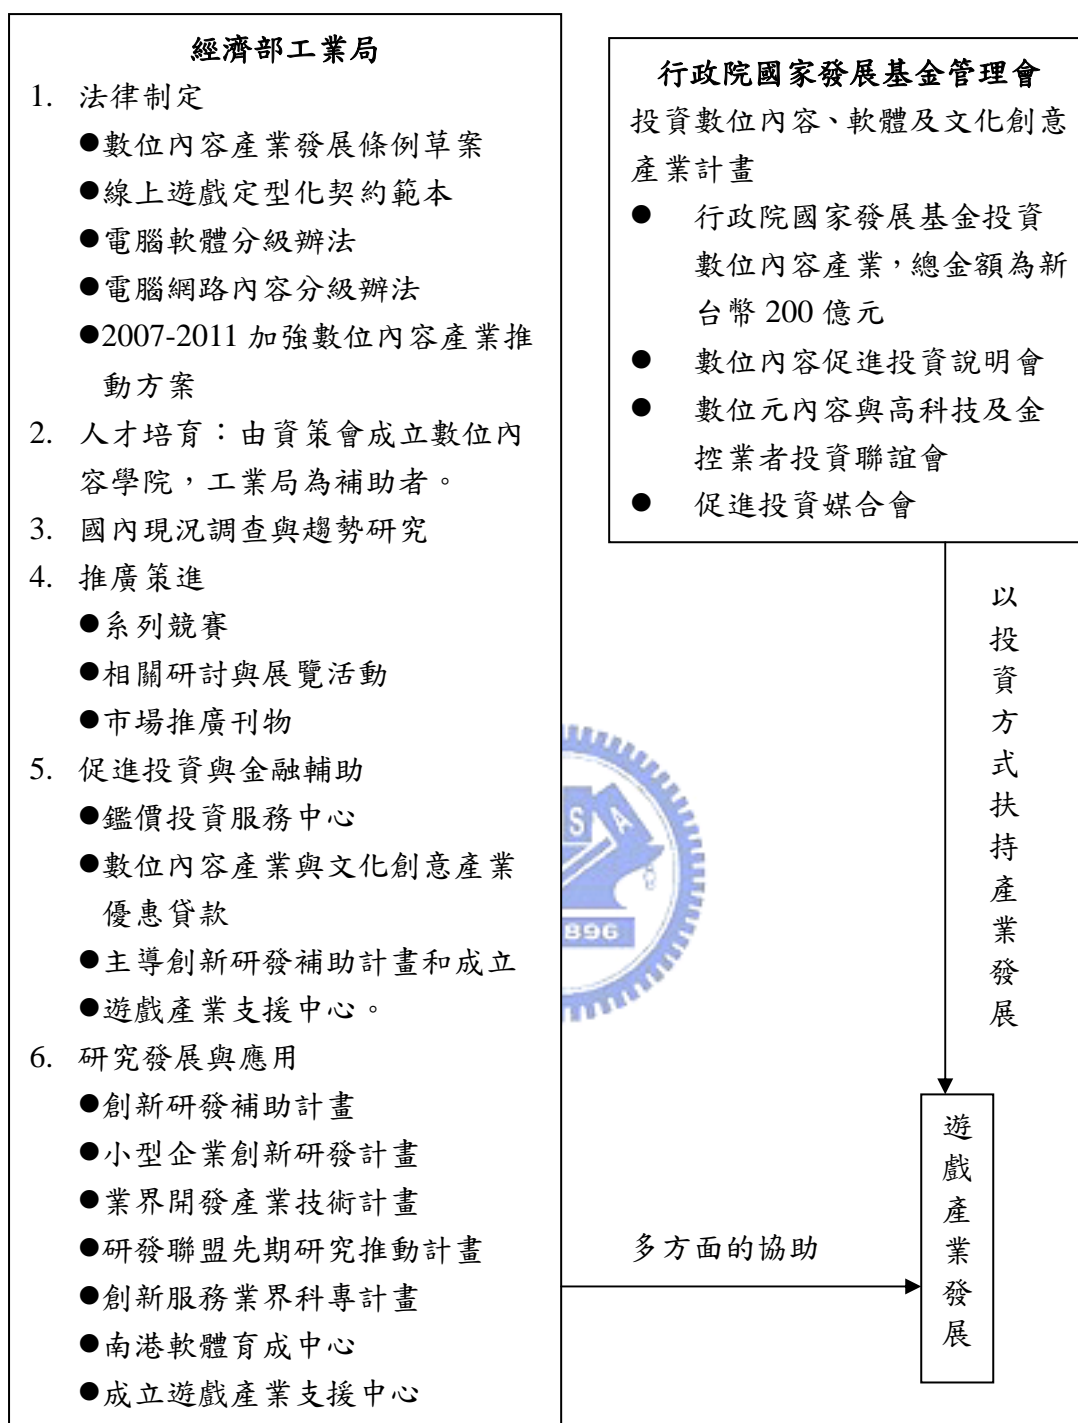 經濟部工業局
1. 法律制定
●數位內容產業發展條例草案
●線上遊戲定型化契約範本
●電腦軟體分級辦法
●電腦網路內容分級辦法
●2007-2011 加強數位內容產業推
動方案
2. 人才培育：由資策會成立數位內
容學院，工業局為補助者。
3. 國內現況調查與趨勢研究
4. 推廣策進
●系列競賽
●相關研討與展覽活動
●市場推廣刊物
5. 促進投資與金融輔助
●鑑價投資服務中心
●數位內容產業與文化創意產業
優惠貸款
●主導創新研發補助計畫和成立
●遊戲產業支援中心。
6. 研究發展與應用
●創新研發補助計畫
●小型企業創新研發計畫
●業界開發產業技術計畫
●研發聯盟先期研究推動計畫
●創新服務業界科專計畫
●南港軟體育成中心
●成立遊戲產業支援中心
行政院國家發展基金管理會
投資數位內容、軟體及文化創意
產業計畫
● 行政院國家發展基金投資
數位內容產業，總金額為新
台幣 200 億元
● 數位內容促進投資說明會
● 數位元內容與高科技及金
控業者投資聯誼會
● 促進投資媒合會
以投資方式扶持產業發展
多方面的協助
遊戲產業發展
S A
896